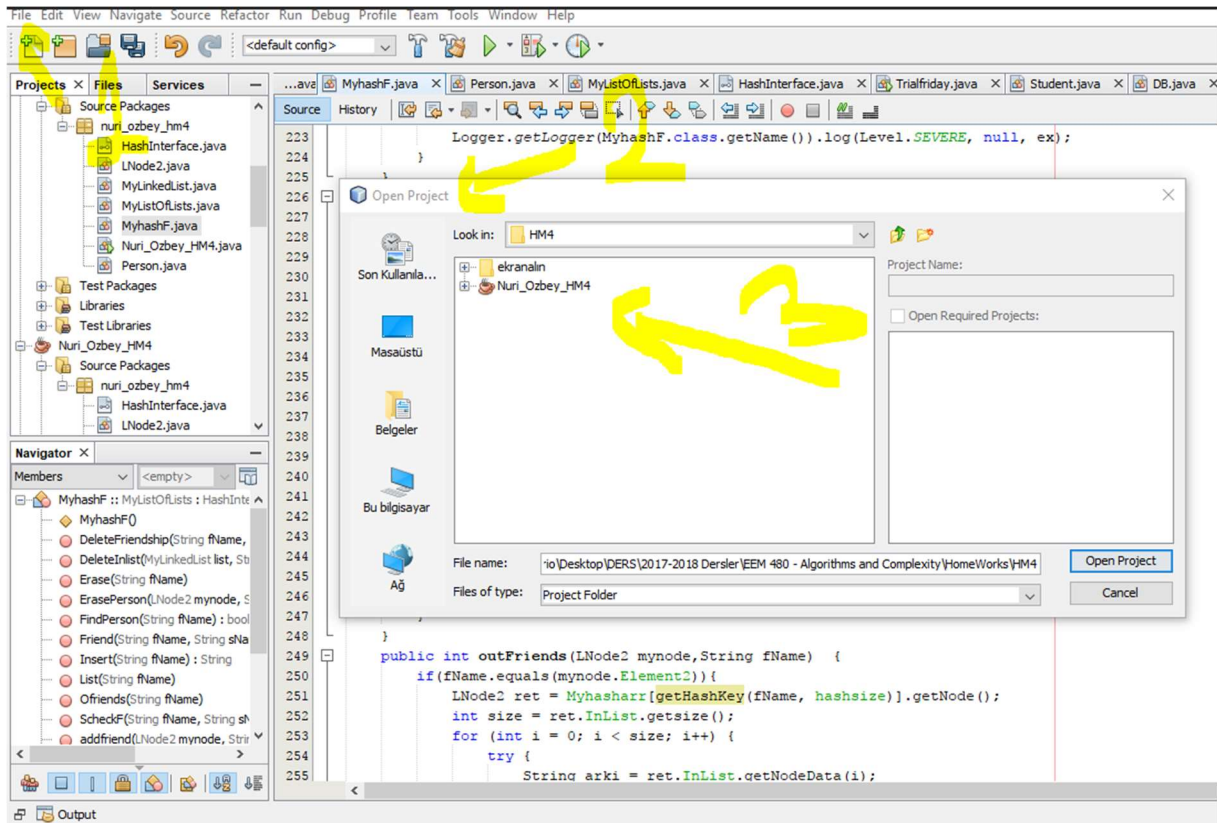 File Edit View Navigate Source Refactor Run Debug Profile Team Tools Window Help
<default config>
Projects Files Services
...ava MyhashF.java Person.java MyListOfLists.java HashInterface.java Trialfriday.java Student.java DB.java
Source History
Source Packages
nuri_ozbey_hm4
HashInterface.java
LNode2.java
MyLinkedList.java
MyListOfLists.java
MyhashF.java
Nuri_Ozbey_HM4.java
Person.java
Test Packages
Libraries
Test Libraries
Nuri_Ozbey_HM4
Source Packages
nuri_ozbey_hm4
HashInterface.java
LNode2.java
Navigator
Members <empty>
MyhashF :: MyListOfLists : HashInte
MyhashF()
DeleteFriendship(String fName,
DeleteInlist(MyLinkedList list, St
Erase(String fName)
ErasePerson(LNode2 mynode, S
FindPerson(String fName) : bool
Friend(String fName, String sNa
Insert(String fName) : String
List(String fName)
Ofriends(String fName)
ScheckF(String fName, String sN
addfriend(LNode2 mynode, Strir
Output
223 Logger.getLogger(MyhashF.class.getName()).log(Level.SEVERE, null, ex);
224 }
225 }
226
227
228
229
230
231
232
233
234
235
236
237
238
239
240
241
242
243
244
245
246
247 }
248 }
249 public int outFriends(LNode2 mynode,String fName) {
250 if(fName.equals(mynode.Element2)){
251 LNode2 ret = Myhasharr[getHashKey(fName, hashsize)].getNode();
252 int size = ret.InList.getsize();
253 for (int i = 0; i < size; i++) {
254 try {
255 String arki = ret.InList.getNodeData(i);
1
2
3
Open Project
Look in: HM4
Son Kullanıla...
Masaüstü
Belgeler
Bu bilgisayar
Ağ
ekranalın
Nuri_Ozbey_HM4
Project Name:
Open Required Projects:
File name: rio\Desktop\DERS\2017-2018 Dersler\EEM 480 - Algorithms and Complexity\HomeWorks\HM4
Open Project
Files of type: Project Folder
Cancel